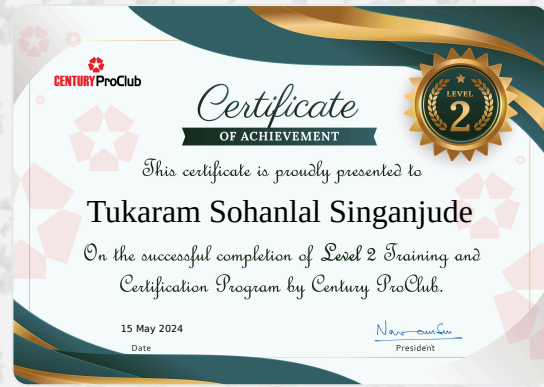 CENTURY ProClub
LEVEL
2
Certificate
OF ACHIEVEMENT
This certificate is proudly presented to
Tukaram Sohanlal Singanjude
On the successful completion of Level 2 Training and
Certification Program by Century ProClub.
15 May 2024
Date
President